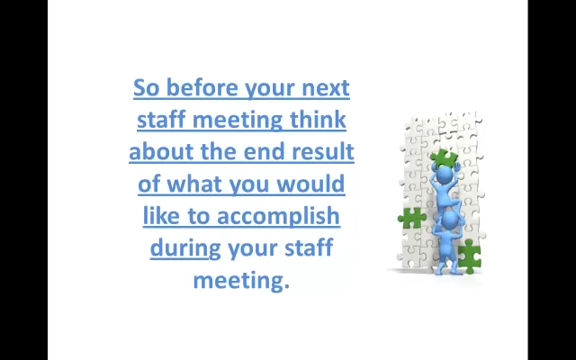 So before your next
staff meeting think
about the end result
of what you would
like to accomplish
during your staff
meeting.